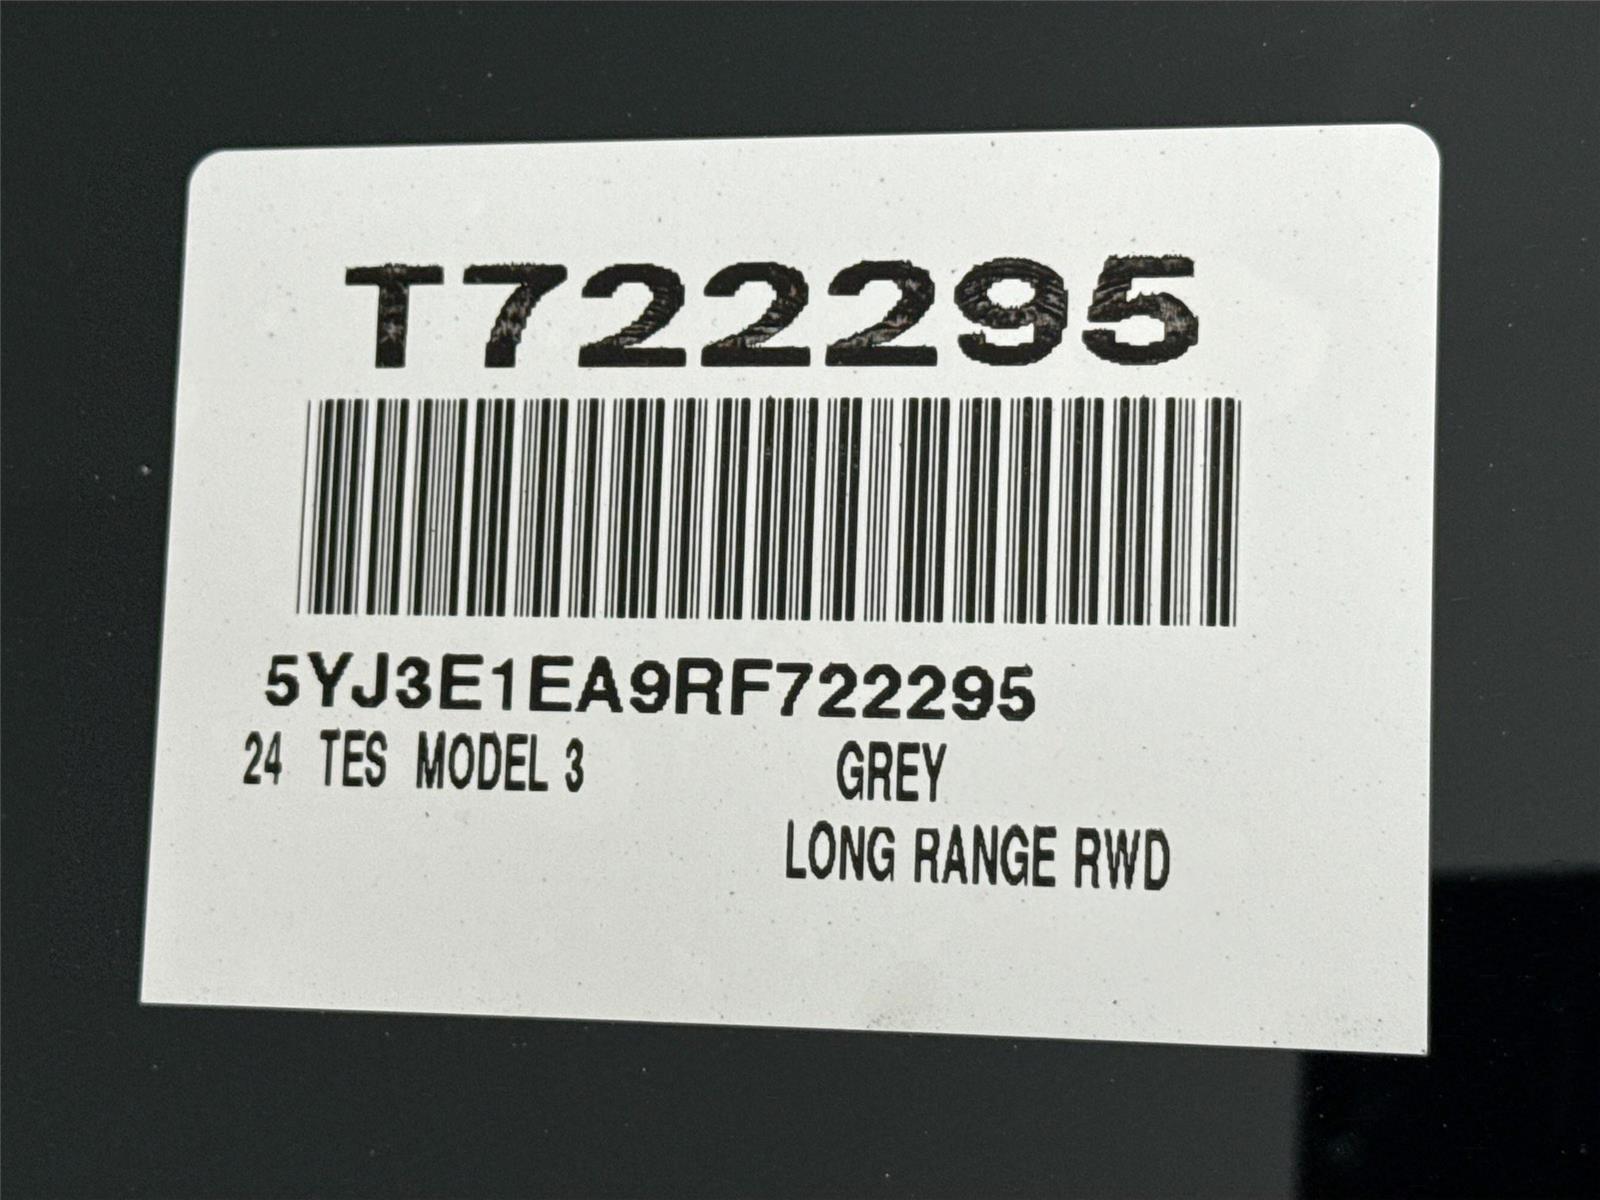 T722295
5YJ3E1EA9RF722295
24 TES MODEL 3 GREY
LONG RANGE RWD